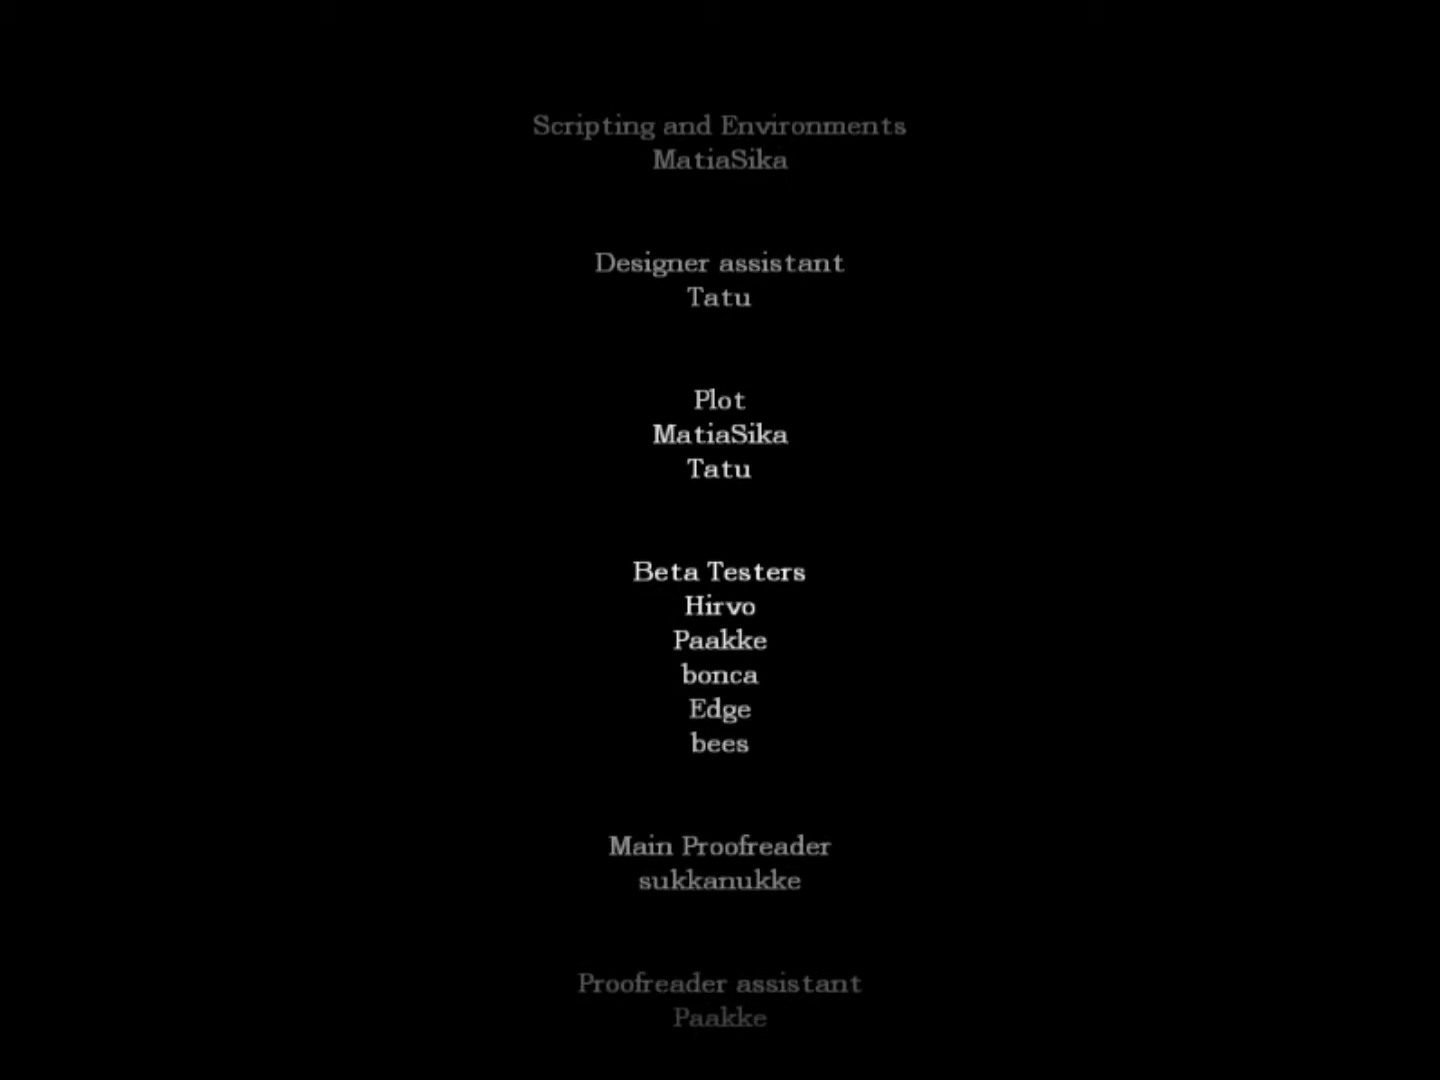 Scripting and Environments
MatiaSika
Designer assistant
Tatu
Plot
MatiaSika
Tatu
Beta Testers
Hirvo
Paakke
bonca
Edge
bees
Main Proofreader
sukkanukke
Proofreader assistant
Paakke